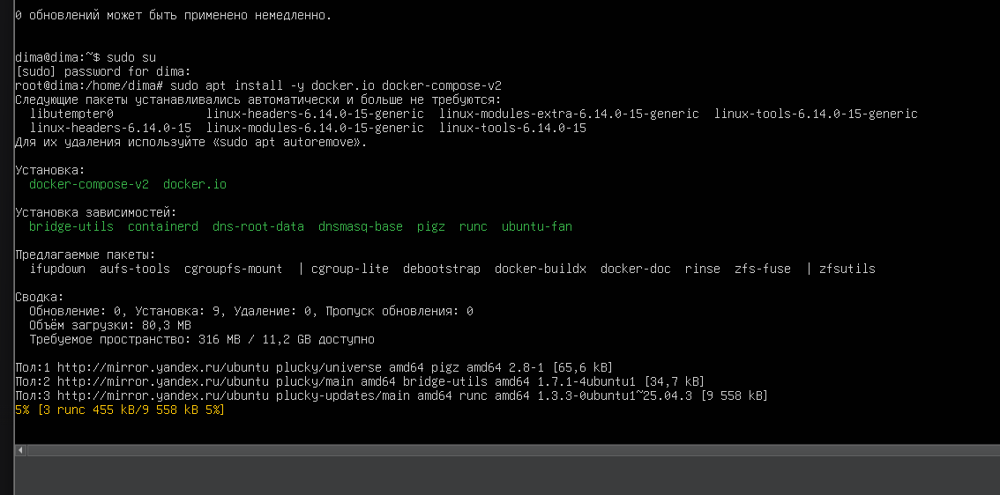 0 обновлений может быть применено немедленно.
dima@dima:~$ sudo su
[sudo] password for dima:
root@dima:/home/dima# sudo apt install -y docker.io docker-compose-v2
Следующие пакеты устанавливались автоматически и больше не требуются:
libutempter0 linux-headers-6.14.0-15-generic linux-modules-extra-6.14.0-15-generic linux-tools-6.14.0-15-generic
linux-headers-6.14.0-15 linux-modules-6.14.0-15-generic linux-tools-6.14.0-15
Для их удаления используйте «sudo apt autoremove».
Установка:
docker-compose-v2 docker.io
Установка зависимостей:
bridge-utils containerd dns-root-data dnsmasq-base pigz runc ubuntu-fan
Предлагаемые пакеты:
ifupdown aufs-tools cgroupfs-mount | cgroup-lite debootstrap docker-buildx docker-doc rinse zfs-fuse | zfsutils
Сводка:
Обновление: 0, Установка: 9, Удаление: 0, Пропуск обновления: 0
Объём загрузки: 80,3 MB
Требуемое пространство: 316 MB / 11,2 GB доступно
Пол:1 http://mirror.yandex.ru/ubuntu plucky/universe amd64 pigz amd64 2.8-1 [65,6 kB]
Пол:2 http://mirror.yandex.ru/ubuntu plucky/main amd64 bridge-utils amd64 1.7.1-4ubuntu1 [34,7 kB]
Пол:3 http://mirror.yandex.ru/ubuntu plucky-updates/main amd64 runc amd64 1.3.3-0ubuntu1~25.04.3 [9 558 kB]
5% [3 runc 455 kB/9 558 kB 5%]